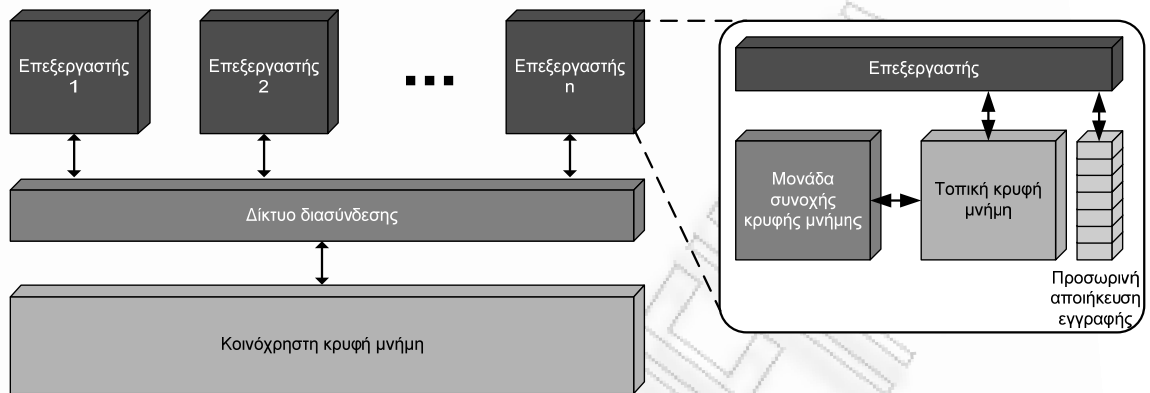 Επεξεργαστής
1
Επεξεργαστής
2
...
Επεξεργαστής
n
Δίκτυο διασύνδεσης
Κοινόχρηστη κρυφή μνήμη
Επεξεργαστής
Μονάδα
συνοχής
κρυφής μνήμης
Τοπική κρυφή
μνήμη
Προσωρινή
αποιήκευση
εγγραφής